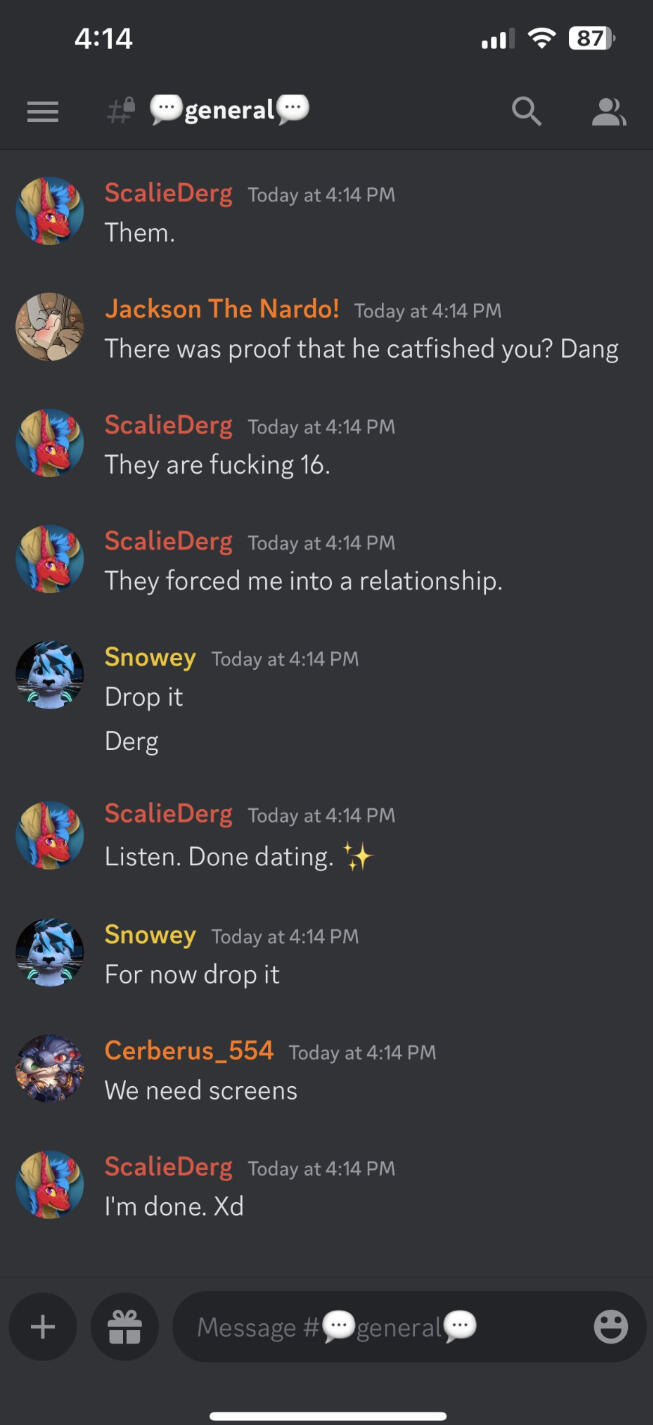 4:14
87
# 💬general💬
ScalieDerg Today at 4:14 PM
Them.
Jackson The Nardo! Today at 4:14 PM
There was proof that he catfished you? Dang
ScalieDerg Today at 4:14 PM
They are fucking 16.
ScalieDerg Today at 4:14 PM
They forced me into a relationship.
Snowey Today at 4:14 PM
Drop it
Derg
ScalieDerg Today at 4:14 PM
Listen. Done dating. ✨
Snowey Today at 4:14 PM
For now drop it
Cerberus_554 Today at 4:14 PM
We need screens
ScalieDerg Today at 4:14 PM
I'm done. Xd
Message #💬general💬